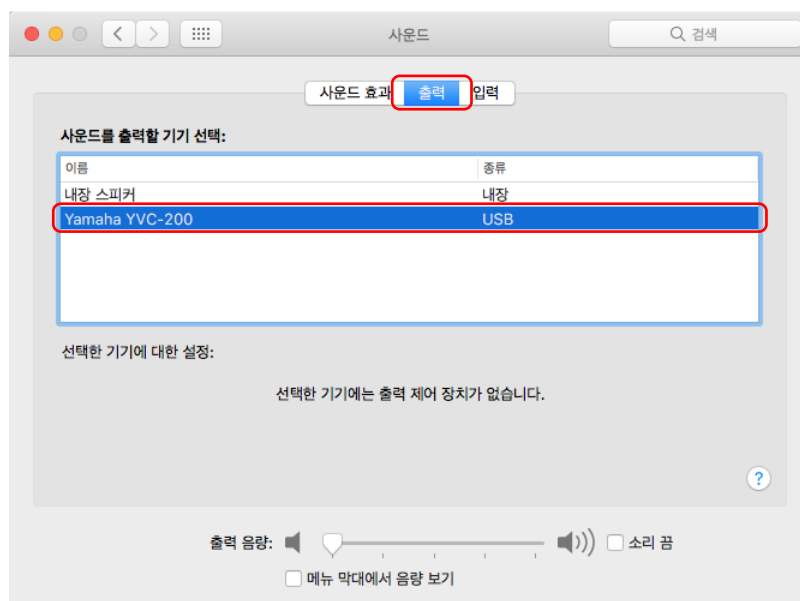 사운드
검색
사운드 효과 출력 입력
사운드를 출력할 기기 선택:
이름 종류
내장 스피커 내장
Yamaha YVC-200 USB
선택한 기기에 대한 설정:
선택한 기기에는 출력 제어 장치가 없습니다.
?
출력 음량: 소리 끔
메뉴 막대에서 음량 보기